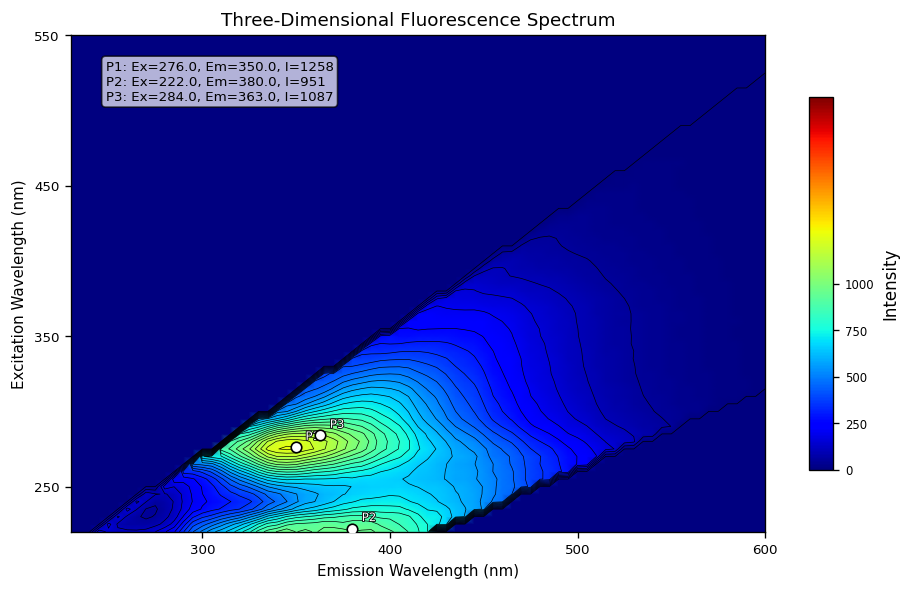 Three-Dimensional Fluorescence Spectrum
P1: Ex=276.0, Em=350.0, I=1258
P2: Ex=222.0, Em=380.0, I=951
P3: Ex=284.0, Em=363.0, I=1087
550
450
350
250
Excitation Wavelength (nm)
P3
P2
300
400
500
600
Emission Wavelength (nm)
1000
750
500
250
0
Intensity